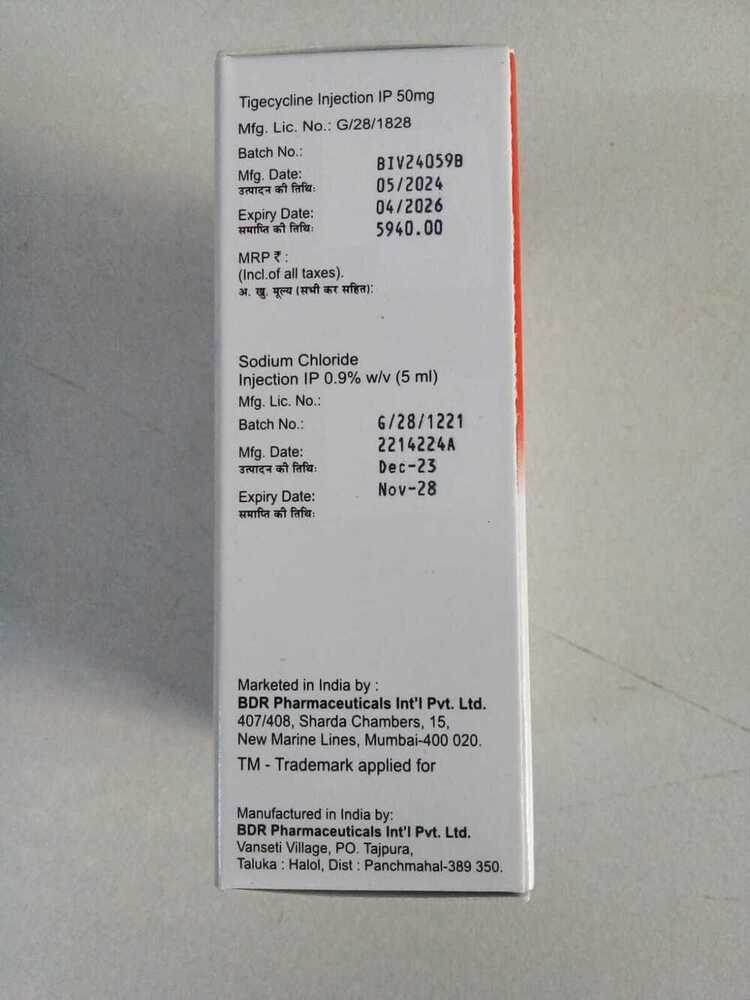 Tigecycline Injection IP 50mg
Mfg. Lic. No.: G/28/1828
Batch No.: BIV24059B
Mfg. Date: 05/2024
उत्पादन की तिथि:
Expiry Date: 04/2026
समाप्ति की तिथि: 5940.00
MRP ₹ :
(Incl.of all taxes).
अ. खु. मूल्य (सभी कर सहित):
Sodium Chloride
Injection IP 0.9% w/v (5 ml)
Mfg. Lic. No.:
Batch No.: G/28/1221
Mfg. Date: 2214224A
उत्पादन की तिथि: Dec-23
Expiry Date: Nov-28
समाप्ति की तिथि:
Marketed in India by :
BDR Pharmaceuticals Int'l Pvt. Ltd.
407/408, Sharda Chambers, 15,
New Marine Lines, Mumbai-400 020.
TM - Trademark applied for
Manufactured in India by:
BDR Pharmaceuticals Int'l Pvt. Ltd.
Vanseti Village, PO. Tajpura,
Taluka : Halol, Dist : Panchmahal-389 350.